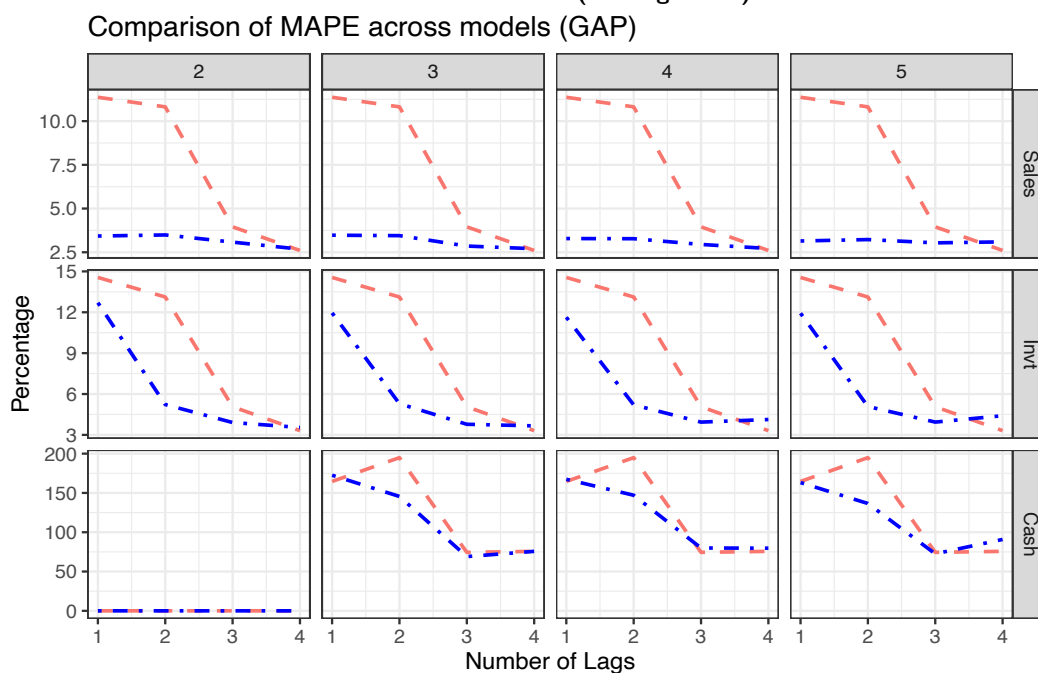 Comparison of MAPE across models (GAP)
2 3 4 5
10.0
7.5
5.0
2.5
Sales
15
12
9
6
3
Invt
200
150
100
50
0
Cash
Percentage
1 2 3 4 1 2 3 4 1 2 3 4 1 2 3 4
Number of Lags